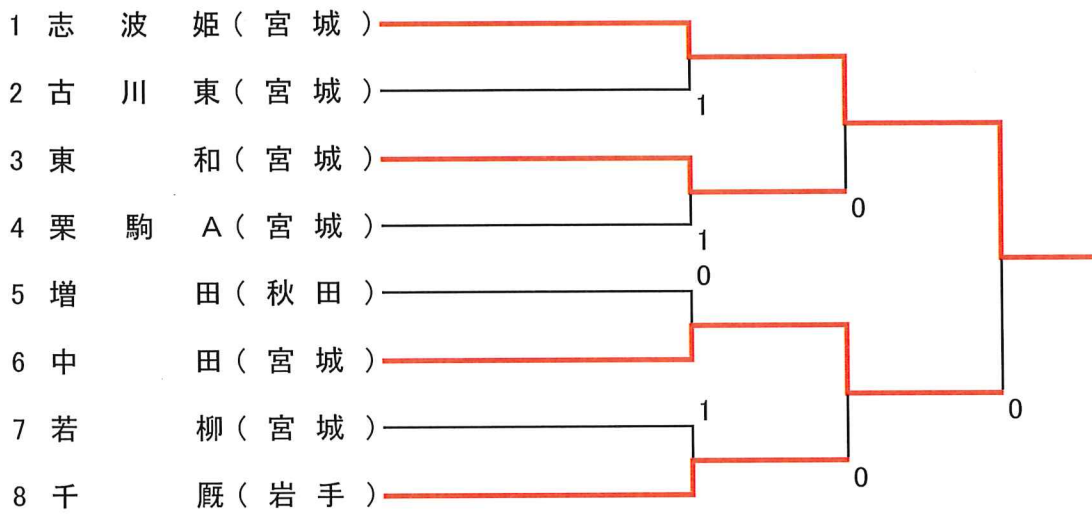 1 志波姫(宮城)
2 古川東(宮城)
1
3 東和(宮城)
0
4 栗駒A(宮城)
1
0
5 増田(秋田)
6 中田(宮城)
1
0
7 若柳(宮城)
0
8 千厩(岩手)